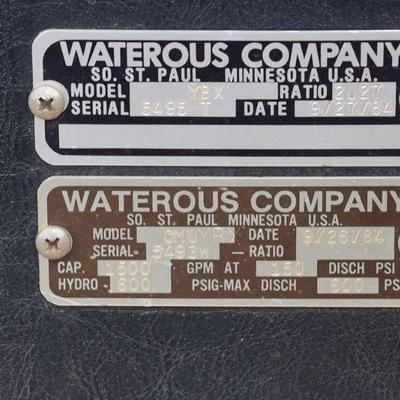 WATEROUS COMPANY
SO. ST. PAUL MINNESOTA U.S.A.
MODEL YBX RATIO 2.27
SERIAL 5495 T DATE 9/27/84
WATEROUS COMPANY
SO. ST. PAUL MINNESOTA U.S.A.
MODEL CMUYBX DATE 9/26/84
SERIAL 5493W - RATIO
CAP. 1500 GPM AT 150 DISCH PSI
HYDRO - 600 PSIG-MAX DISCH 600 PS